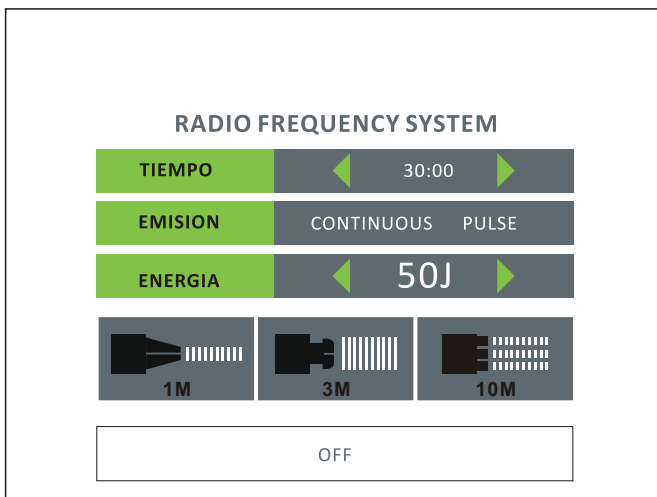 RADIO FREQUENCY SYSTEM
TIEMPO 30:00
EMISION CONTINUOUS PULSE
ENERGIA 50J
1M 3M 10M
OFF